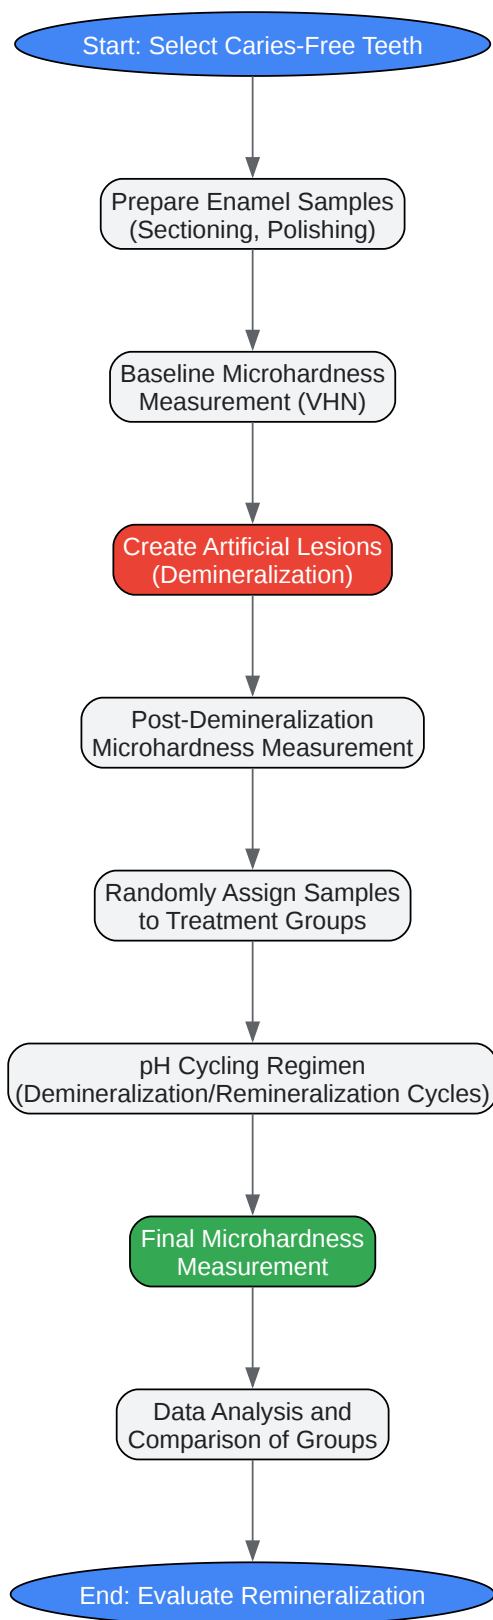 Start: Select Caries-Free Teeth
Prepare Enamel Samples
(Sectioning, Polishing)
Baseline Microhardness
Measurement (VHN)
Create Artificial Lesions
(Demineralization)
Post-Demineralization
Microhardness Measurement
Randomly Assign Samples
to Treatment Groups
pH Cycling Regimen
(Demineralization/Remineralization Cycles)
Final Microhardness
Measurement
Data Analysis and
Comparison of Groups
End: Evaluate Remineralization